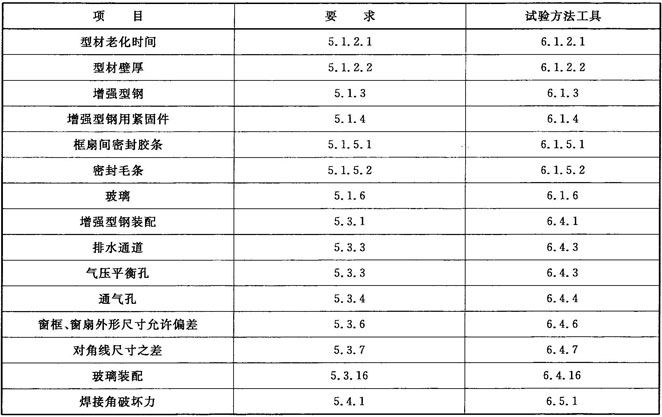 项 目 要 求 试验方法工具
型材老化时间 5.1.2.1 6.1.2.1
型材壁厚 5.1.2.2 6.1.2.2
增强型钢 5.1.3 6.1.3
增强型钢用紧固件 5.1.4 6.1.4
框扇间密封胶条 5.1.5.1 6.1.5.1
密封毛条 5.1.5.2 6.1.5.2
玻璃 5.1.6 6.1.6
增强型钢装配 5.3.1 6.4.1
排水通道 5.3.3 6.4.3
气压平衡孔 5.3.3 6.4.3
通气孔 5.3.4 6.4.4
窗框、窗扇外形尺寸允许偏差 5.3.6 6.4.6
对角线尺寸之差 5.3.7 6.4.7
玻璃装配 5.3.16 6.4.16
焊接角破坏力 5.4.1 6.5.1